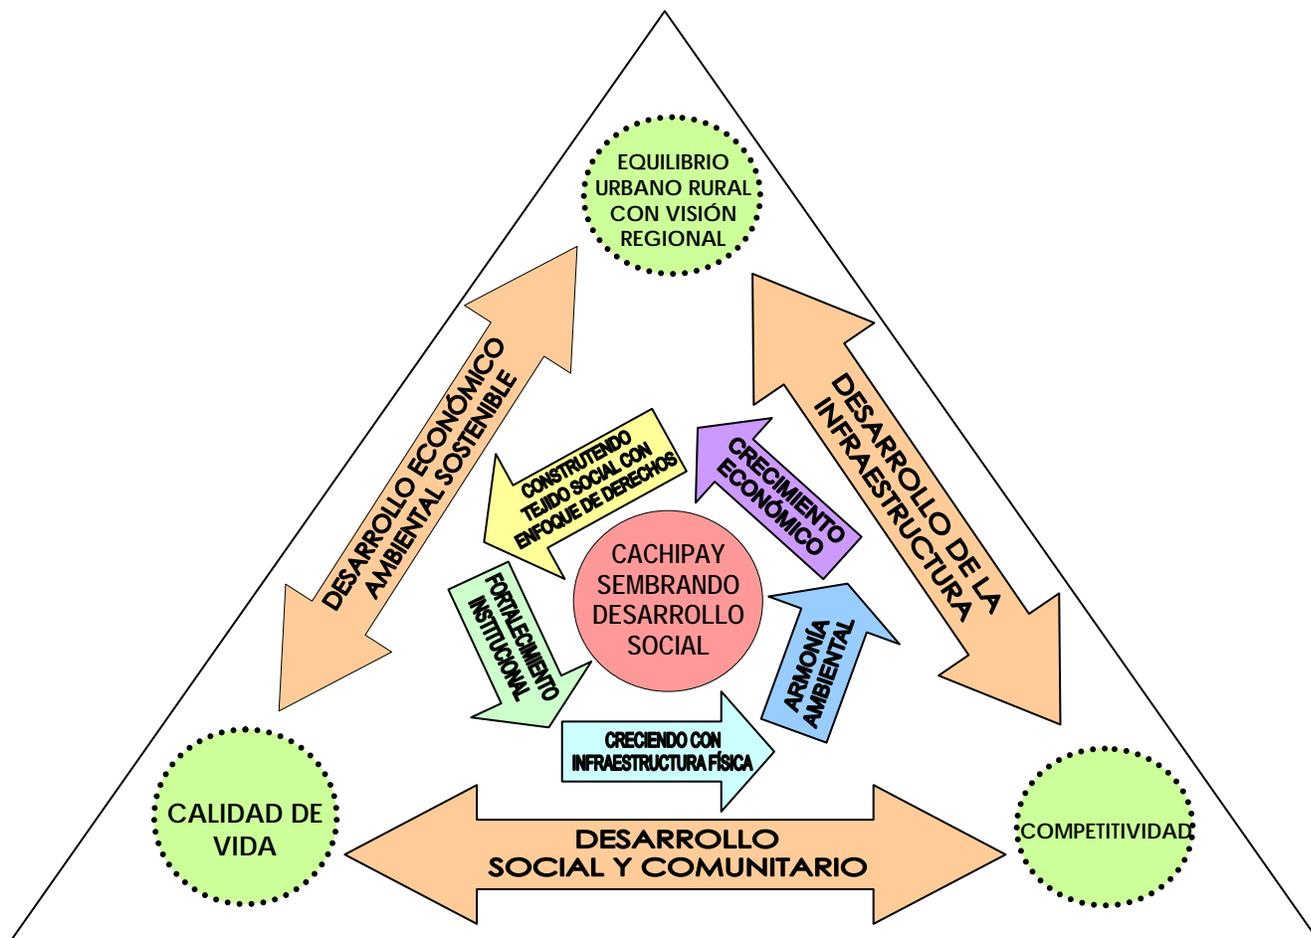 EQUILIBRIO
URBANO RURAL
CON VISIÓN
REGIONAL
DESARROLLO ECONÓMICO
AMBIENTAL SOSTENIBLE
DESARROLLO DE LA
INFRAESTRUCTURA
CONSTRUTENDO
TEJIDO SOCIAL CON
ENFOQUE DE DERECHOS
CRECIMIENTO
ECONÓMICO
CACHIPAY
SEMBRANDO
DESARROLLO
SOCIAL
FORTALECIMIENTO
INSTITUCIONAL
ARMONÍA
AMBIENTAL
CRECIENDO CON
INFRAESTRUCTURA FÍSICA
CALIDAD DE
VIDA
DESARROLLO
SOCIAL Y COMUNITARIO
COMPETITIVIDAD